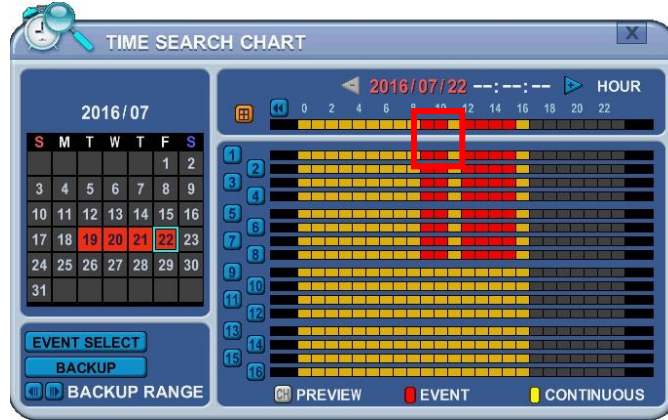 TIME SEARCH CHART
X
2016/07
S M T W T F S
1 2
3 4 5 6 7 8 9
10 11 12 13 14 15 16
17 18 19 20 21 22 23
24 25 26 27 28 29 30
31
EVENT SELECT
BACKUP
BACKUP RANGE
2016/07/22 --:--:-- HOUR
0 2 4 6 8 10 12 14 16 18 20 22
1
2
3
4
5
6
7
8
9
10
11
12
13
14
15
16
CH PREVIEW EVENT CONTINUOUS